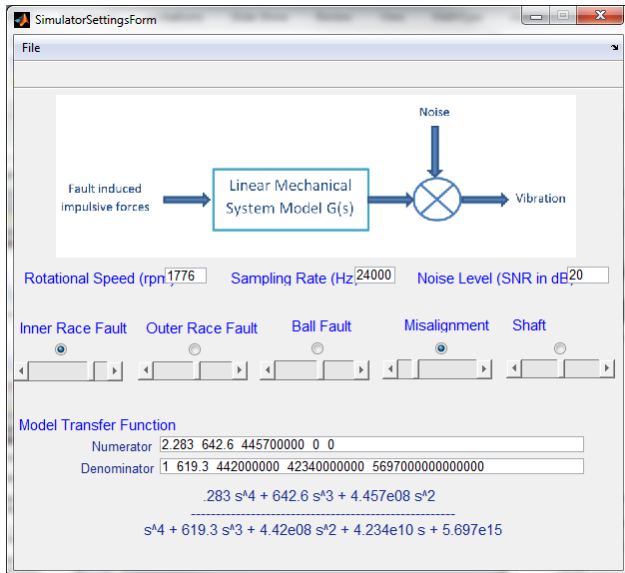 SimulatorSettingsForm
File
Noise
Fault induced
impulsive forces
Linear Mechanical
System Model G(s)
Vibration
Rotational Speed (rpm 1776 Sampling Rate (Hz 24000 Noise Level (SNR in dB 20
Inner Race Fault Outer Race Fault Ball Fault Misalignment Shaft
Model Transfer Function
Numerator 2.283 642.6 445700000 0 0
Denominator 1 619.3 442000000 42340000000 5697000000000000
.283 s^4 + 642.6 s^3 + 4.457e08 s^2
--------------------------------------------------
s^4 + 619.3 s^3 + 4.42e08 s^2 + 4.234e10 s + 5.697e15